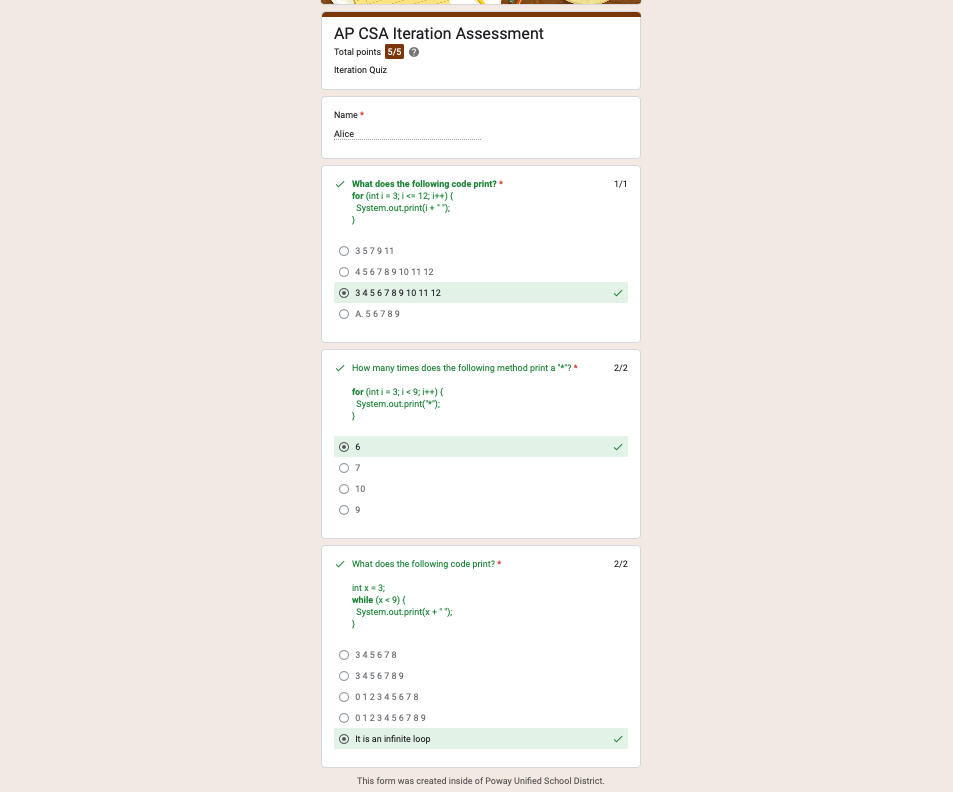 AP CSA Iteration Assessment
Total points 5/5 ?
Iteration Quiz
Name *
Alice
What does the following code print? * 1/1
for (int i = 3; i <= 12; i++) {
System.out.print(i + " ");
}
3 5 7 9 11
4 5 6 7 8 9 10 11 12
3 4 5 6 7 8 9 10 11 12
A. 5 6 7 8 9
How many times does the following method print a "*"? * 2/2
for (int i = 3; i < 9; i++) {
System.out.print("*");
}
6
7
10
9
What does the following code print? * 2/2
int x = 3;
while (x < 9) {
System.out.print(x + " ");
}
3 4 5 6 7 8
3 4 5 6 7 8 9
0 1 2 3 4 5 6 7 8
0 1 2 3 4 5 6 7 8 9
It is an infinite loop
This form was created inside of Poway Unified School District.